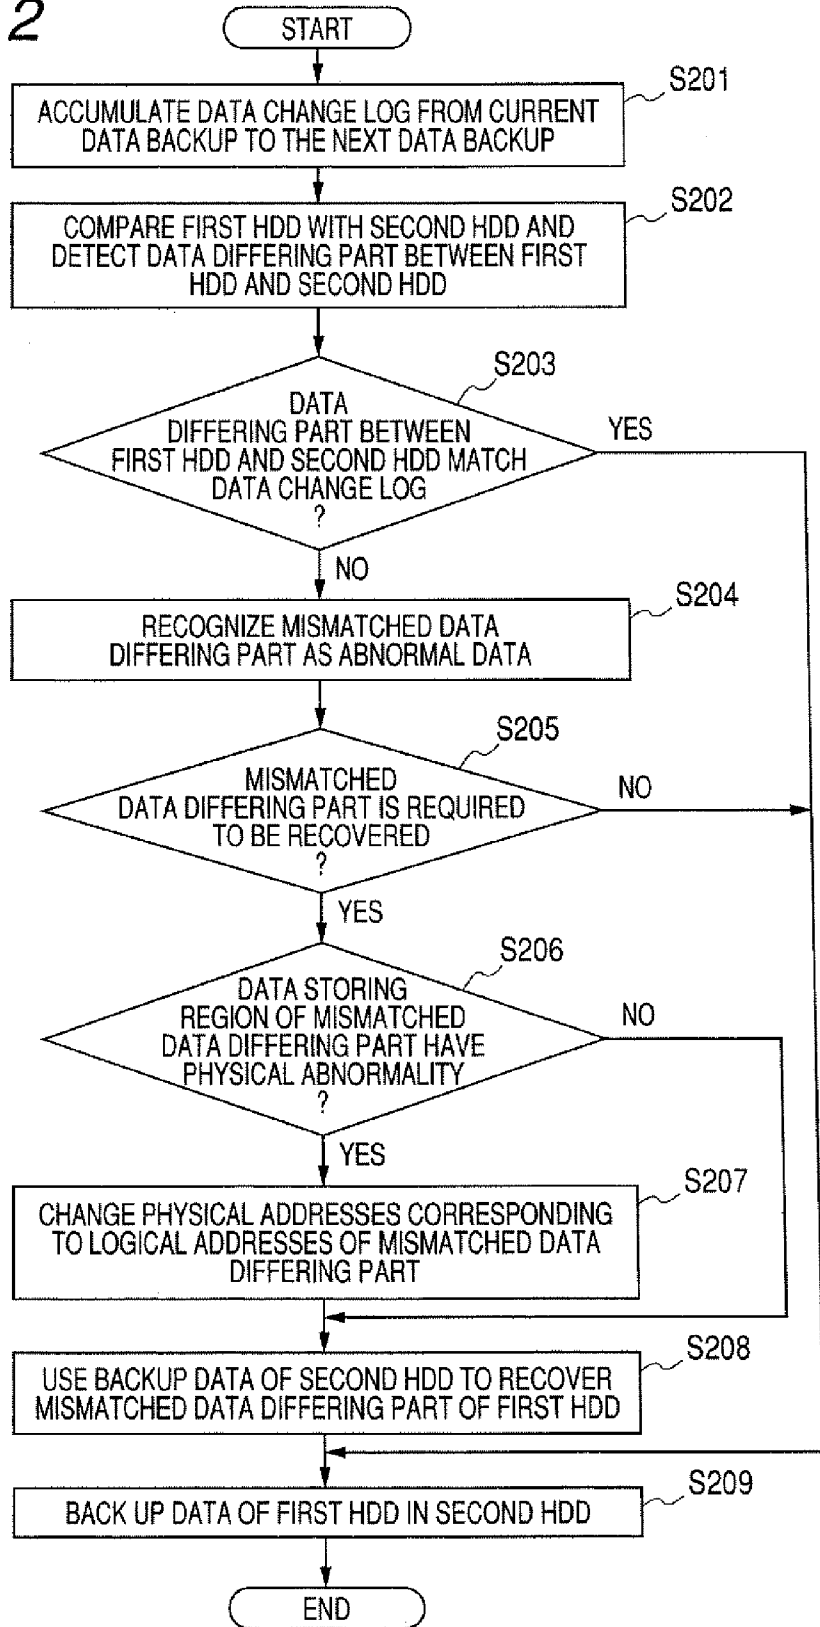 2
START
S201
ACCUMULATE DATA CHANGE LOG FROM CURRENT
DATA BACKUP TO THE NEXT DATA BACKUP
S202
COMPARE FIRST HDD WITH SECOND HDD AND
DETECT DATA DIFFERING PART BETWEEN FIRST
HDD AND SECOND HDD
S203
DATA
DIFFERING PART BETWEEN
FIRST HDD AND SECOND HDD MATCH
DATA CHANGE LOG
?
YES
NO
S204
RECOGNIZE MISMATCHED DATA
DIFFERING PART AS ABNORMAL DATA
S205
MISMATCHED
DATA DIFFERING PART IS REQUIRED
TO BE RECOVERED
?
NO
YES
S206
DATA STORING
REGION OF MISMATCHED
DATA DIFFERING PART HAVE
PHYSICAL ABNORMALITY
?
NO
YES
S207
CHANGE PHYSICAL ADDRESSES CORRESPONDING
TO LOGICAL ADDRESSES OF MISMATCHED DATA
DIFFERING PART
S208
USE BACKUP DATA OF SECOND HDD TO RECOVER
MISMATCHED DATA DIFFERING PART OF FIRST HDD
S209
BACK UP DATA OF FIRST HDD IN SECOND HDD
END